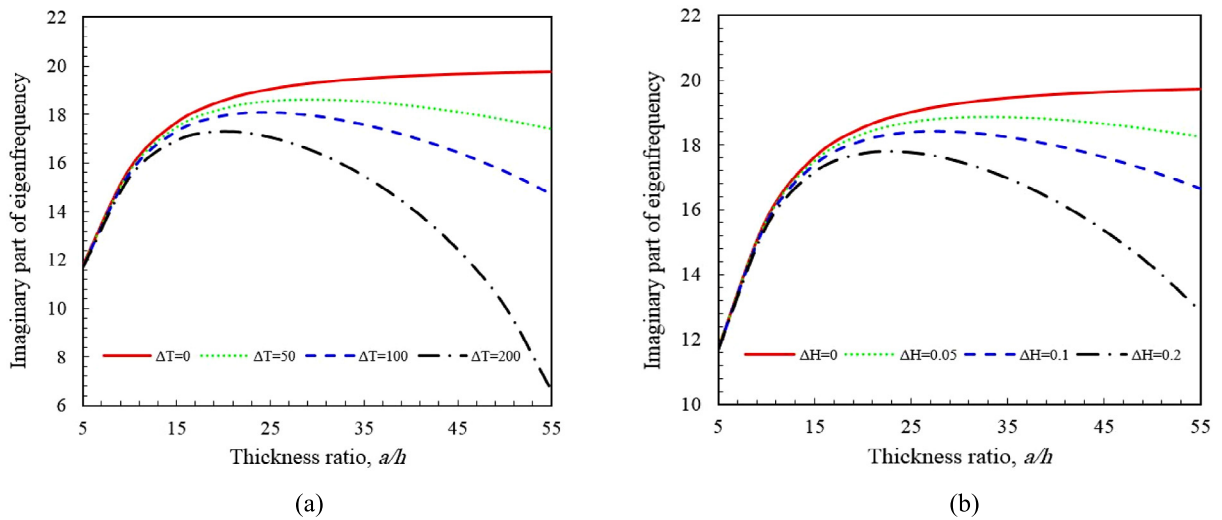 22
20
18
16
14
12
10
8
6
Imaginary part of eigenfrequency
ΔT=0 ΔT=50 ΔT=100 ΔT=200
5 15 25 35 45 55
Thickness ratio, a/h
(a)
22
20
18
16
14
12
10
Imaginary part of eigenfrequency
ΔH=0 ΔH=0.05 ΔH=0.1 ΔH=0.2
5 15 25 35 45 55
Thickness ratio, a/h
(b)